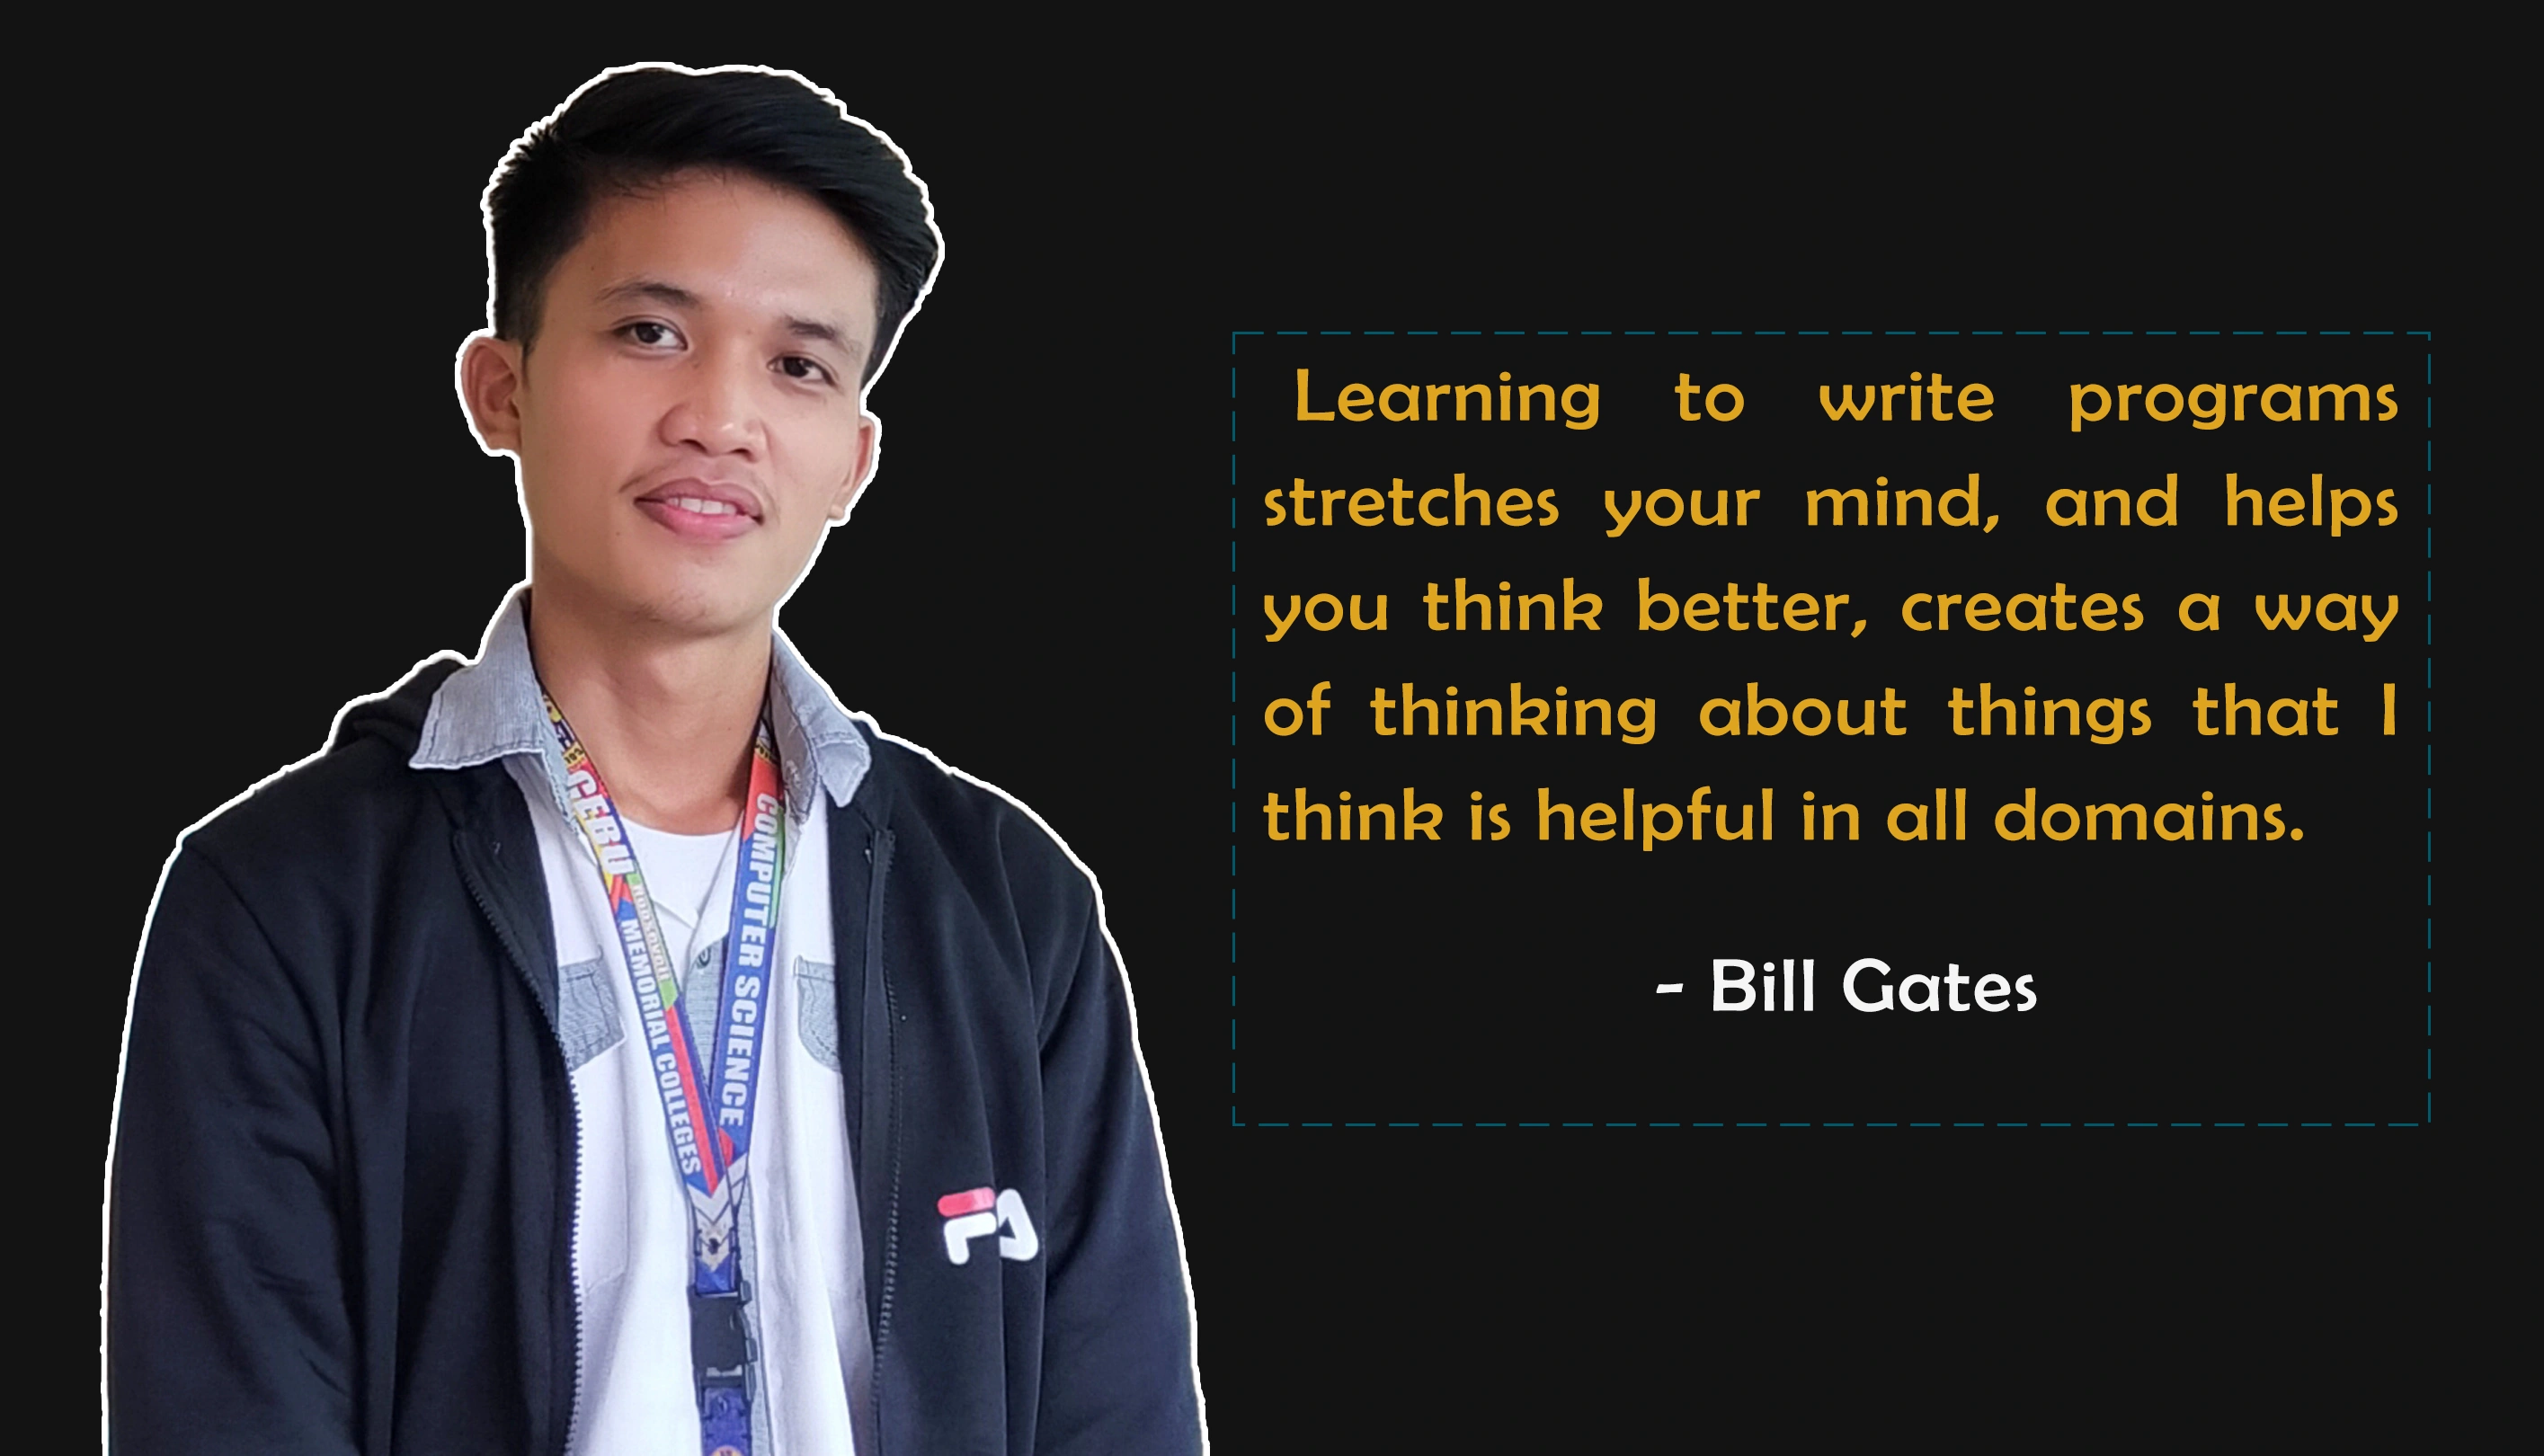 Learning to write programs
stretches your mind, and helps
you think better, creates a way
of thinking about things that I
think is helpful in all domains.
- Bill Gates
CEBU
ROOSEVELT
MEMORIAL COLLEGES
COMPUTER SCIENCE